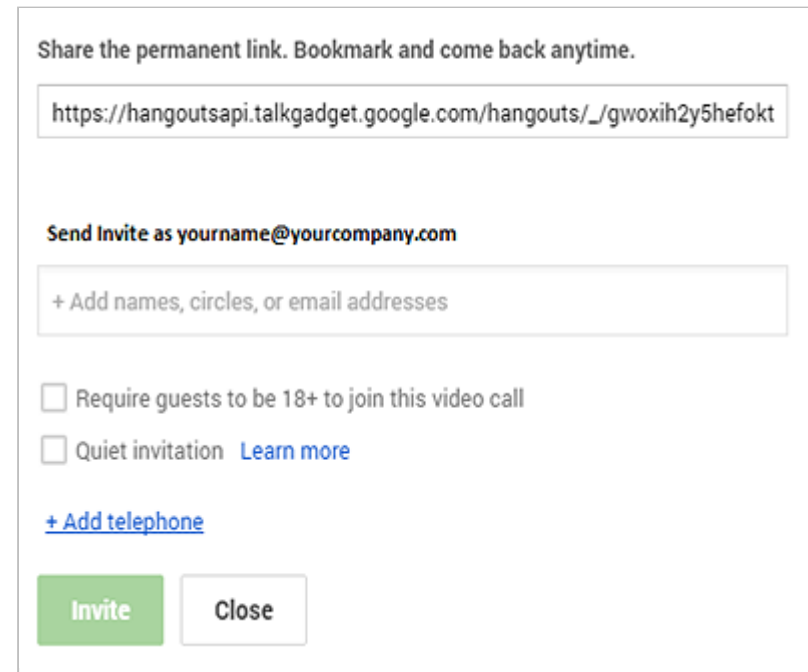 Share the permanent link. Bookmark and come back anytime.
https://hangoutsapi.talkgadget.google.com/hangouts/_/gwoxih2y5hefokt
Send Invite as yourname@yourcompany.com
+ Add names, circles, or email addresses
Require guests to be 18+ to join this video call
Quiet invitation Learn more
+ Add telephone
Invite Close